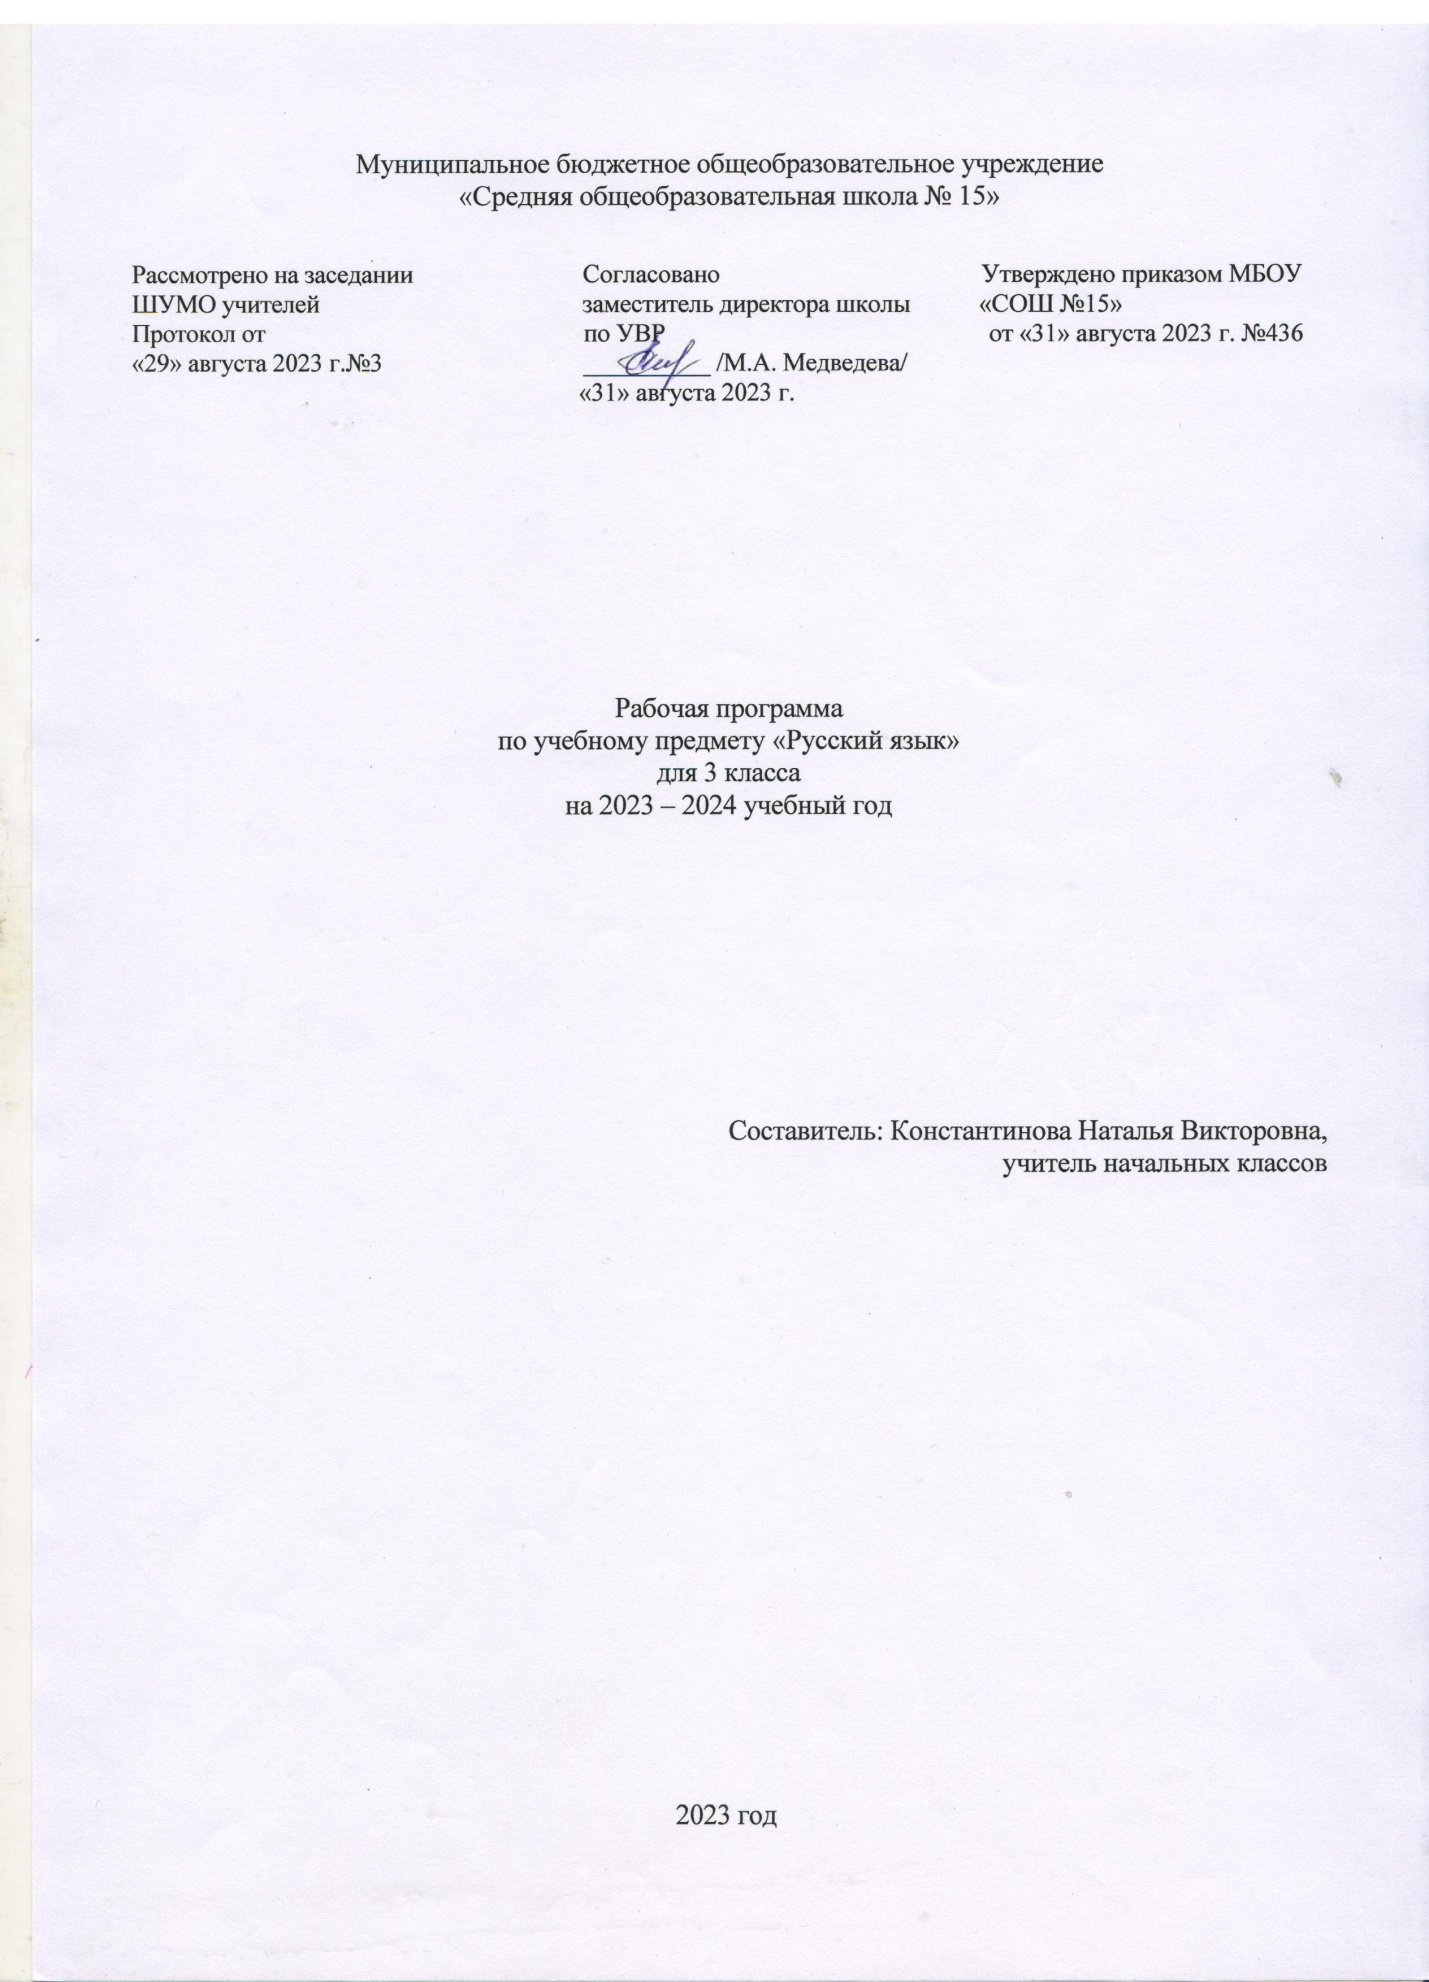 Муниципальное бюджетное общеобразовательное учреждение
«Средняя общеобразовательная школа № 15»
Рассмотрено на заседании
ШУМО учителей
Протокол от
«29» августа 2023 г.№3
Согласовано
заместитель директора школы
по УВР
____________ /М.А. Медведева/
«31» августа 2023 г.
Утверждено приказом МБОУ
«СОШ №15»
от «31» августа 2023 г. №436
Рабочая программа
по учебному предмету «Русский язык»
для 3 класса
на 2023 – 2024 учебный год
Составитель: Константинова Наталья Викторовна,
учитель начальных классов
2023 год